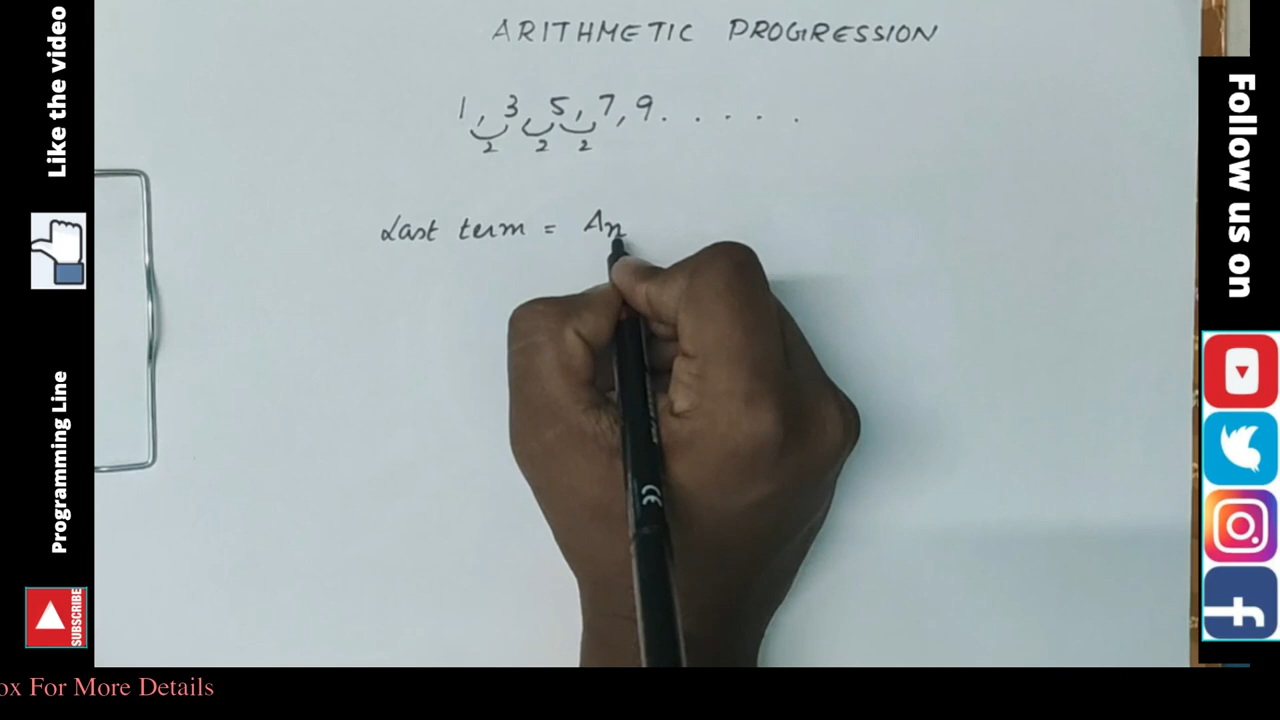 ARITHMETIC PROGRESSION
1, 3, 5, 7, 9. . . . . .
2 2 2
Last term = An
CE
Like the video
Programming Line
SUBSCRIBE
Follow us on
ox For More Details